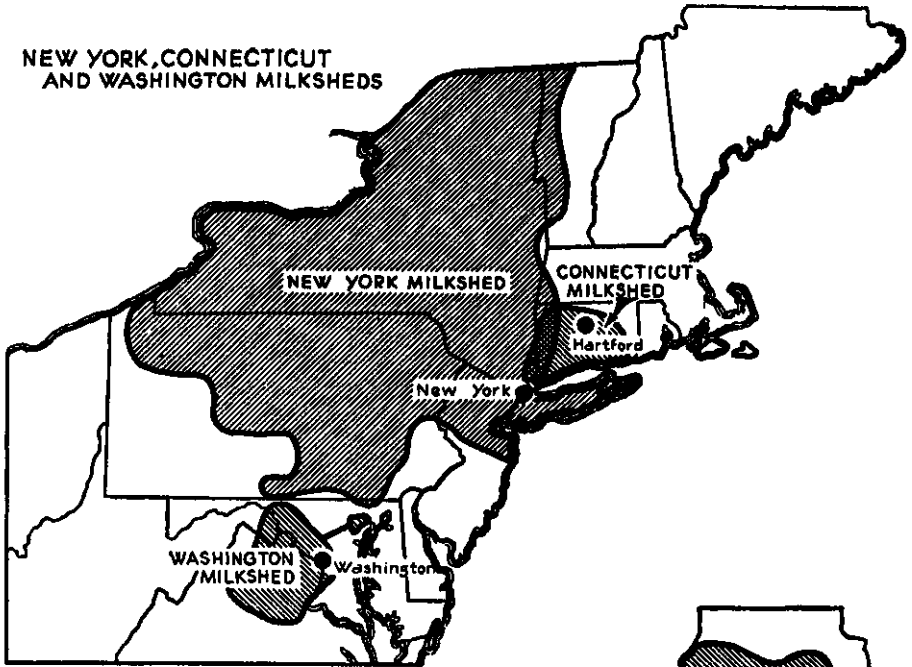 NEW YORK, CONNECTICUT
AND WASHINGTON MILKSHEDS
NEW YORK MILKSHED
CONNECTICUT
MILKSHED
Hartford
New York
WASHINGTON
MILKSHED
Washington